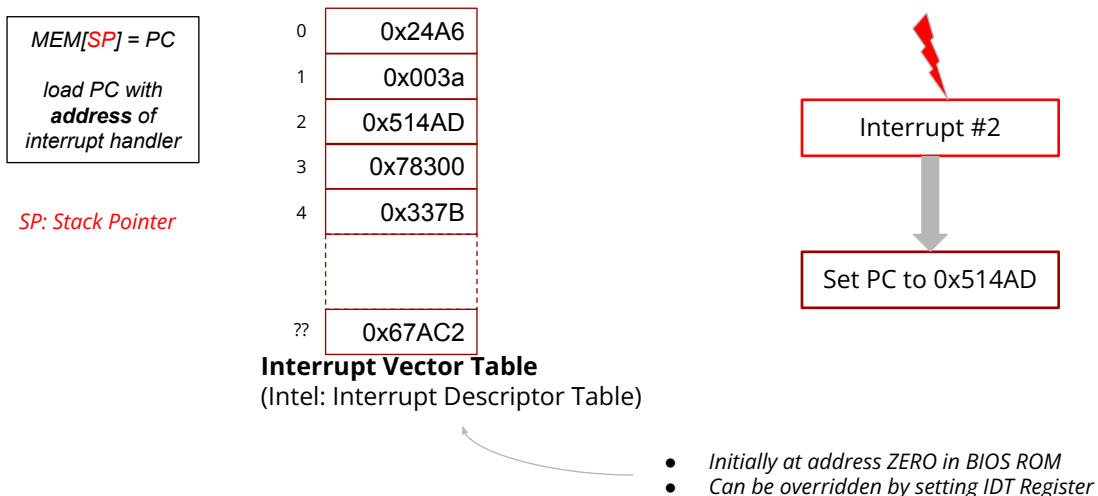 MEM[SP] = PC
load PC with
address of
interrupt handler
SP: Stack Pointer
0 0x24A6
1 0x003a
2 0x514AD
3 0x78300
4 0x337B
?? 0x67AC2
Interrupt Vector Table
(Intel: Interrupt Descriptor Table)
Interrupt #2
Set PC to 0x514AD
● Initially at address ZERO in BIOS ROM
● Can be overridden by setting IDT Register